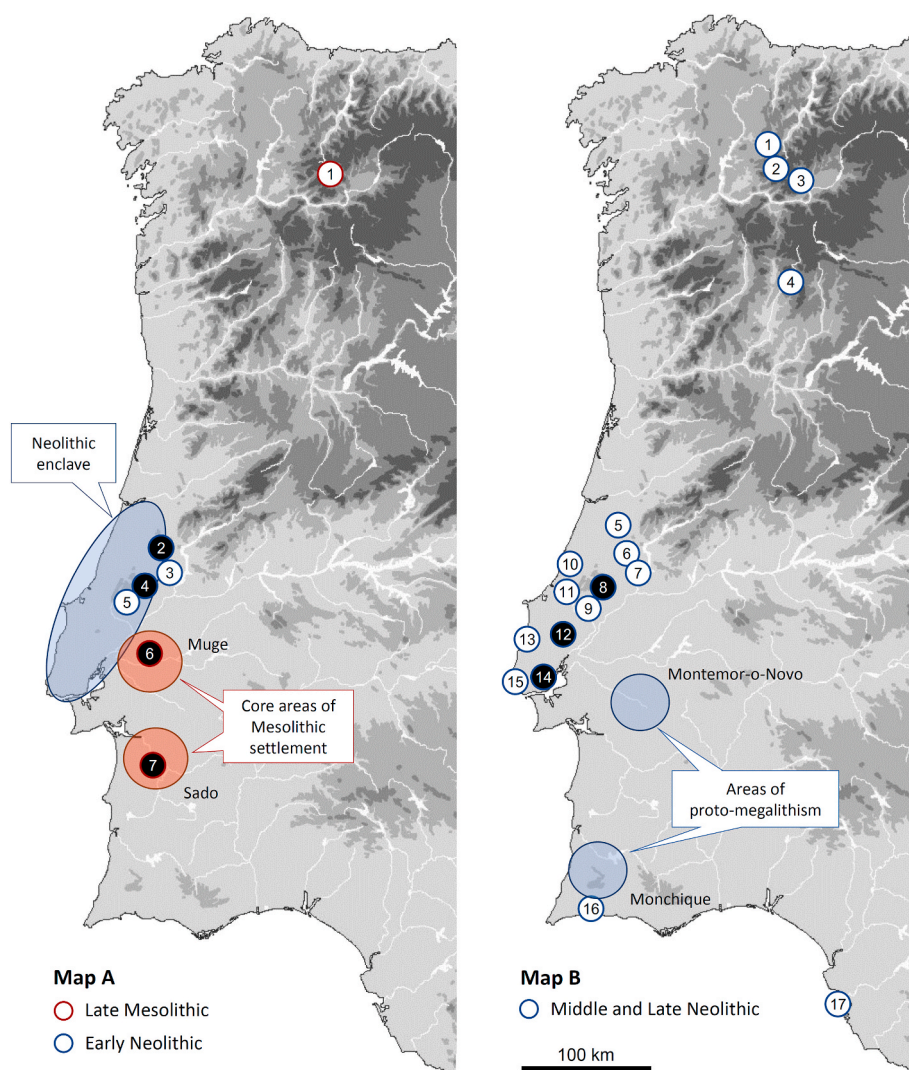 1
Neolithic
enclave
2
3
4
5
6
Muge
Core areas of
Mesolithic
settlement
7
Sado
Map A
Late Mesolithic
Early Neolithic
1
2
3
4
5
6
7
10
11
8
9
12
13
14
15
Montemor-o-Novo
Areas of
proto-megalithism
Monchique
16
17
Map B
Middle and Late Neolithic
100 km